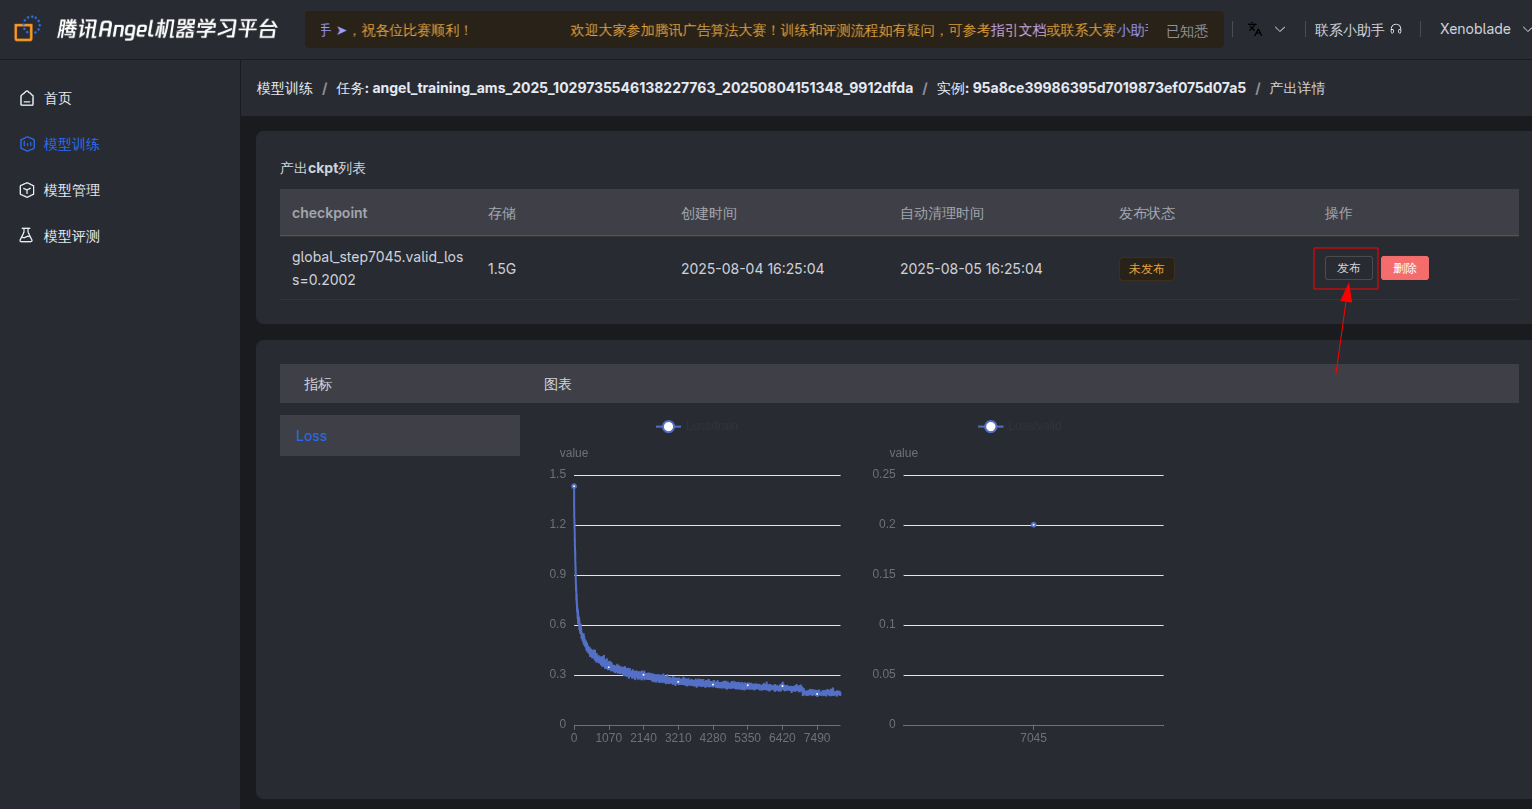 腾讯Angel机器学习平台
手 ➤，祝各位比赛顺利！ 欢迎大家参加腾讯广告算法大赛！训练和评测流程如有疑问，可参考指引文档或联系大赛小助手 已知悉
联系小助手
Xenoblade
首页
模型训练
模型管理
模型评测
模型训练 / 任务: angel_training_ams_2025_1029735546138227763_20250804151348_9912dfda / 实例: 95a8ce39986395d7019873ef075d07a5 / 产出详情
产出ckpt列表
checkpoint 存储 创建时间 自动清理时间 发布状态 操作
global_step7045.valid_los
s=0.2002 1.5G 2025-08-04 16:25:04 2025-08-05 16:25:04 未发布 发布 删除
指标 图表
Loss
Loss/train
value
1.5
1.2
0.9
0.6
0.3
0
0 1070 2140 3210 4280 5350 6420 7490
Loss/valid
value
0.25
0.2
0.15
0.1
0.05
0
7045